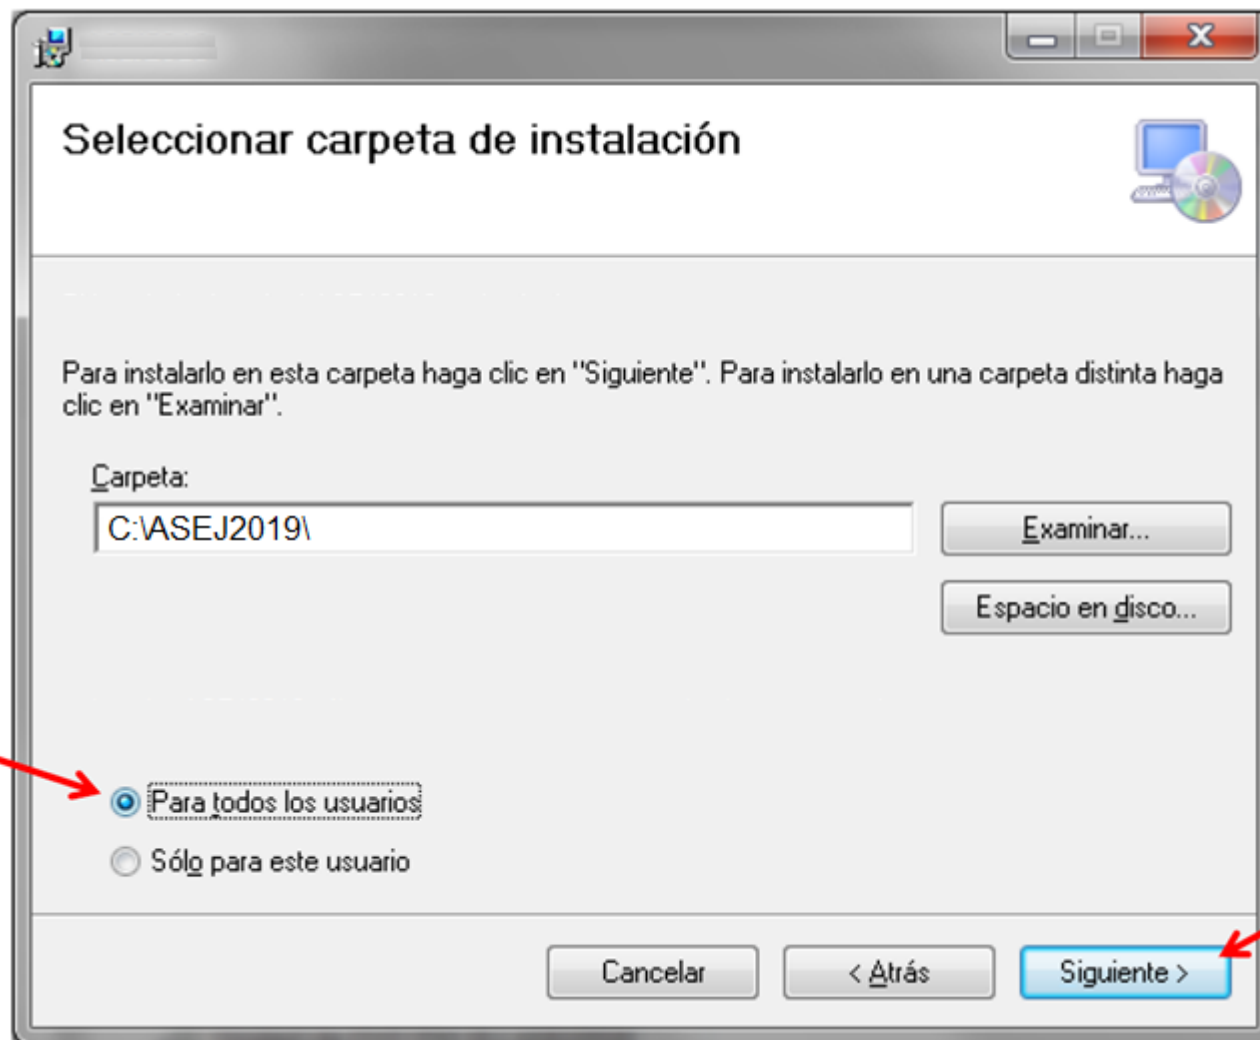 Seleccionar carpeta de instalación
Para instalarlo en esta carpeta haga clic en "Siguiente". Para instalarlo en una carpeta distinta haga
clic en "Examinar".
Carpeta:
C:\ASEJ2019\
Examinar...
Espacio en disco...
Para todos los usuarios
Sólo para este usuario
Cancelar
< Atrás
Siguiente >